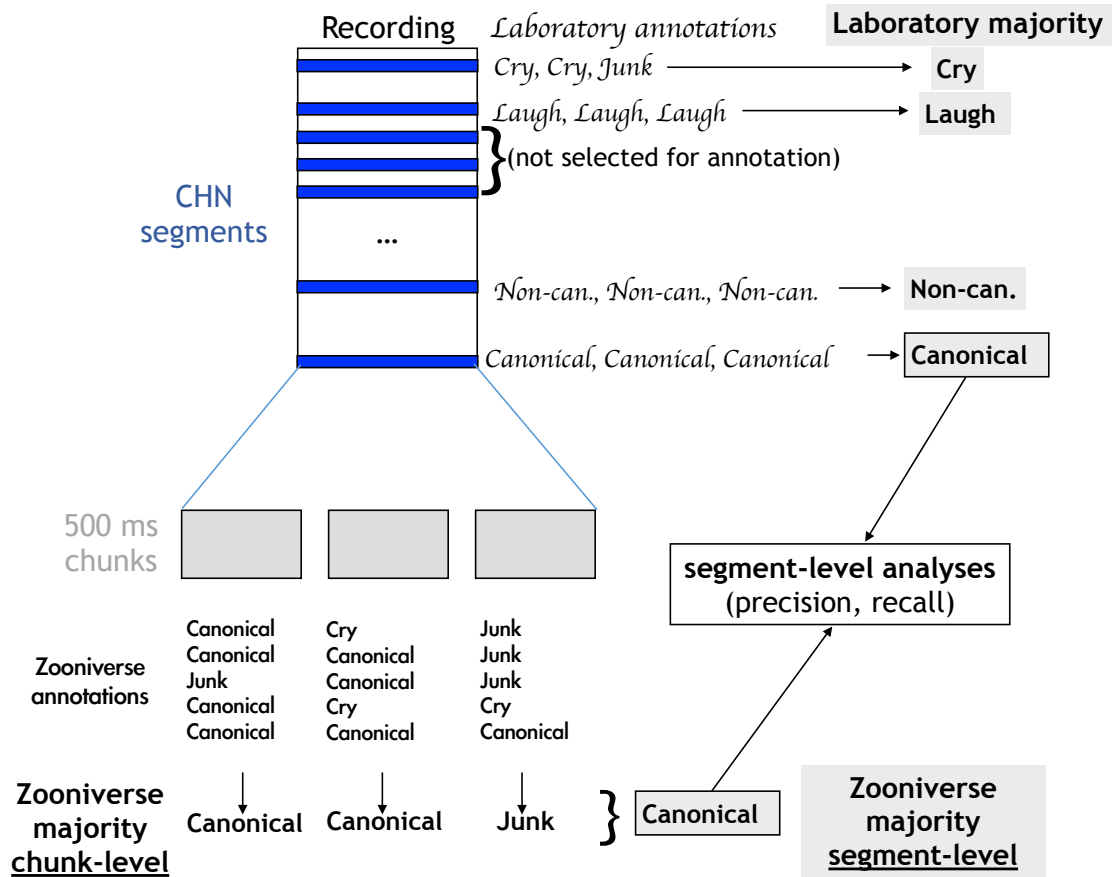 Recording
Laboratory annotations
Laboratory majority
Cry, Cry, Junk
Cry
Laugh, Laugh, Laugh
Laugh
(not selected for annotation)
CHN
segments
...
Non-can., Non-can., Non-can.
Non-can.
Canonical, Canonical, Canonical
Canonical
500 ms
chunks
segment-level analyses
(precision, recall)
Zooniverse
annotations
Canonical
Canonical
Junk
Canonical
Canonical
Cry
Canonical
Canonical
Cry
Canonical
Junk
Junk
Junk
Cry
Canonical
Zooniverse
majority
chunk-level
Canonical
Canonical
Junk
Canonical
Zooniverse
majority
segment-level